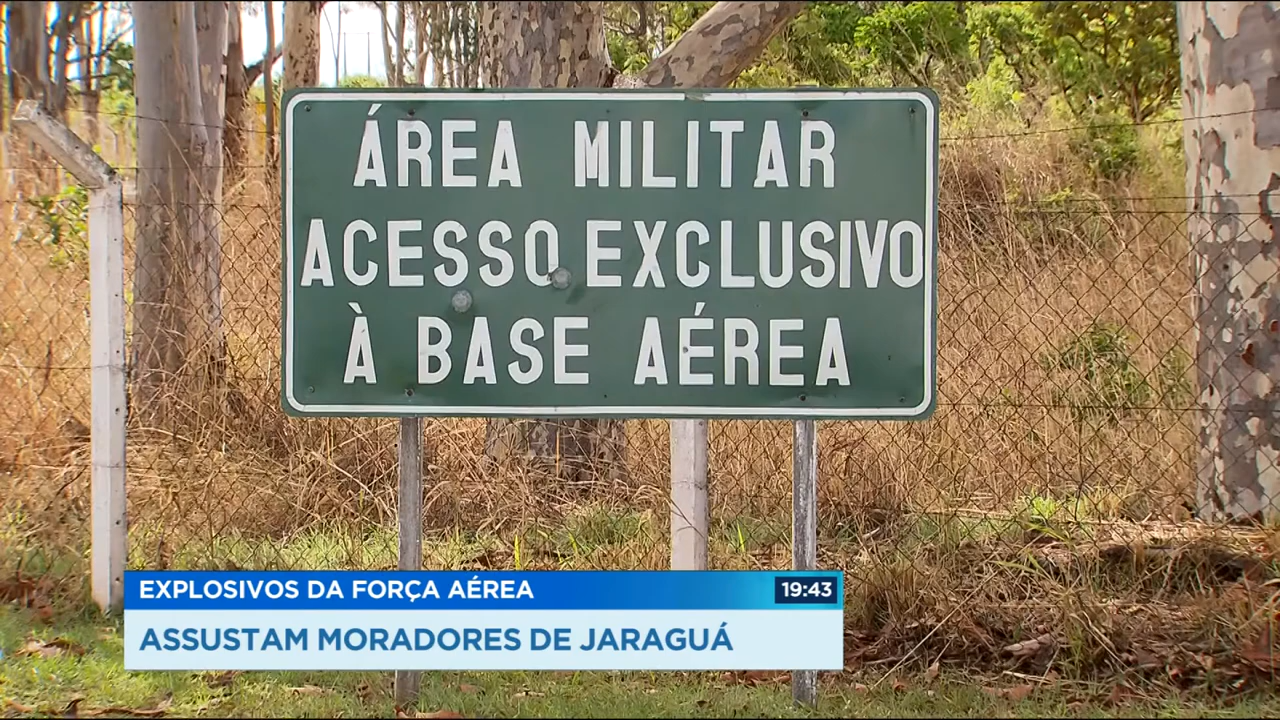 ÁREA MILITAR
ACESSO EXCLUSIVO
À BASE AÉREA
EXPLOSIVOS DA FORÇA AÉREA 19:43
ASSUSTAM MORADORES DE JARAGUÁ